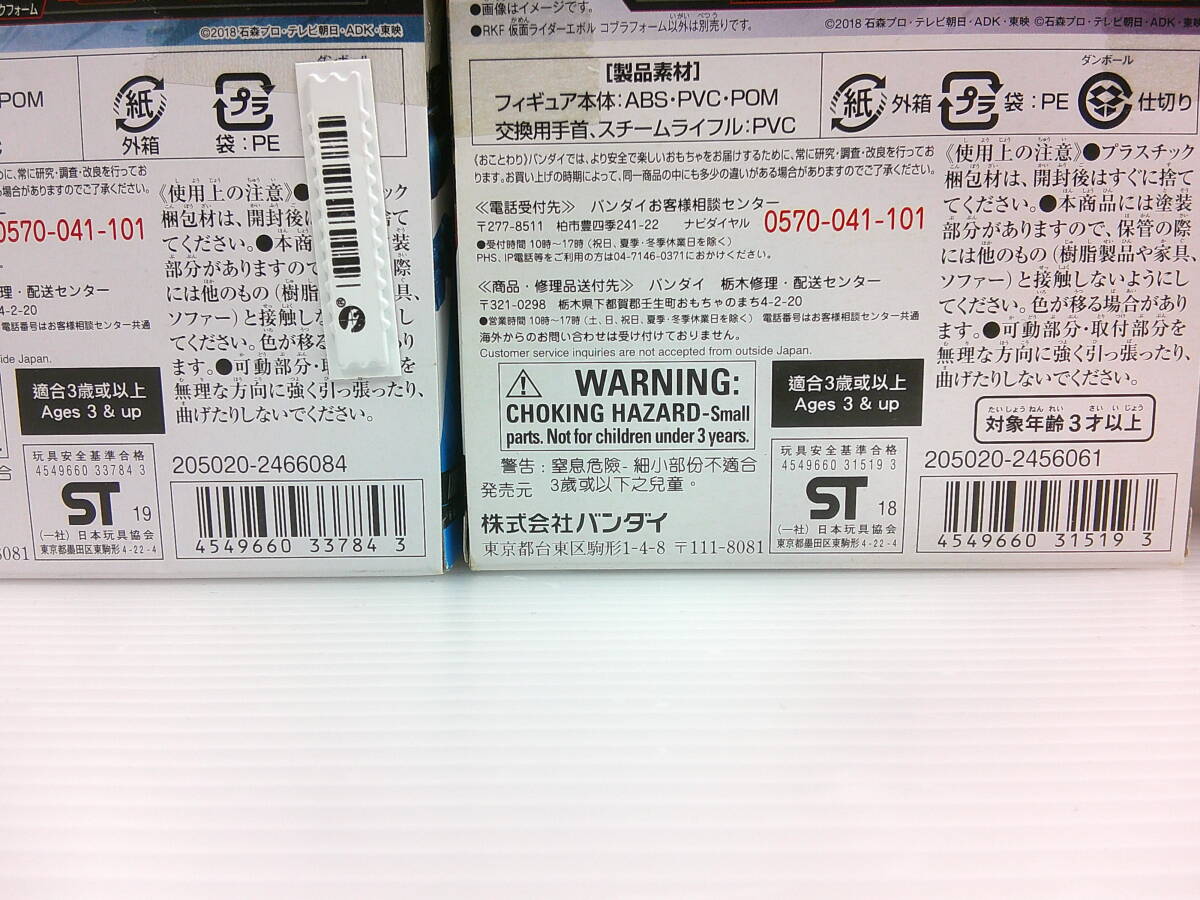 クフォーム
©2018 石森プロ・テレビ朝日・ADK・東映
POM
紙
外箱
プラ
袋：PE
に、常に研究・調査・改良を行ってお
場合がありますのでご了承ください。
0570-041-101
理・配送センター
4-2-20
電話番号はお客様相談センター共通
ide Japan.
適合3歳或以上
Ages 3 & up
玩具安全基準合格
4549660 33784 3
ST 19
(一社) 日本玩具協会
東京都墨田区東駒形4-22-4
8081
《使用上の注意》●
ック
梱包材は、開封後
て
てください。●本商
装
部分がありますので
際
には他のもの(樹脂
具、
ソファー)と接触し
し
てください。色が移る
ます。●可動部分・取
を
無理な方向に強く引っ張ったり、
曲げたりしないでください。
205020-2466084
4549660 33784 3
●画像はイメージです。
●RKF 仮面ライダーエボル コブラフォーム以外は別売りです。
©2018 石森プロ・テレビ朝日・ADK・東映 ©石森プロ・テレビ朝日・ADK・東映
[製品素材]
フィギュア本体：ABS・PVC・POM
交換用手首、スチームライフル：PVC
紙 外箱
プラ 袋：PE
ダンボール
仕切り
《おことわり》バンダイでは、より安全で楽しいおもちゃをお届けするために、常に研究・調査・改良を行ってお
ります。お買い上げの時期によって、同一商品の中にも多少の違いがある場合がありますのでご了承ください。
≪電話受付先≫ バンダイお客様相談センター
〒277-8511 柏市豊四季241-22 ナビダイヤル 0570-041-101
●受付時間 10時～17時 (祝日、夏季・冬季休業日を除く)
PHS、IP電話等をご利用の方は04-7146-0371におかけください。
≪商品・修理品送付先≫ バンダイ 栃木修理・配送センター
〒321-0298 栃木県下都賀郡壬生町おもちゃのまち4-2-20
●営業時間 10時～17時 (土、日、祝日、夏季・冬季休業日を除く) 電話番号はお客様相談センター共通
海外からのお問い合わせは受け付けておりません。
Customer service inquiries are not accepted from outside Japan.
WARNING:
CHOKING HAZARD-Small
parts. Not for children under 3 years.
警告：窒息危險-細小部份不適合
3歲或以下之兒童。
発売元
株式会社バンダイ
東京都台東区駒形1-4-8 〒111-8081
適合3歳或以上
Ages 3 & up
玩具安全基準合格
4549660 31519 3
ST 18
(一社) 日本玩具協会
東京都墨田区東駒形4-22-4
《使用上の注意》●プラスチック
梱包材は、開封後はすぐに捨て
てください。●本商品には塗装
部分がありますので、保管の際
には他のもの(樹脂製品や家具、
ソファー)と接触しないようにし
てください。色が移る場合があり
ます。●可動部分・取付部分を
無理な方向に強く引っ張ったり、
曲げたりしないでください。
対象年齢3才以上
205020-2456061
4549660 31519 3